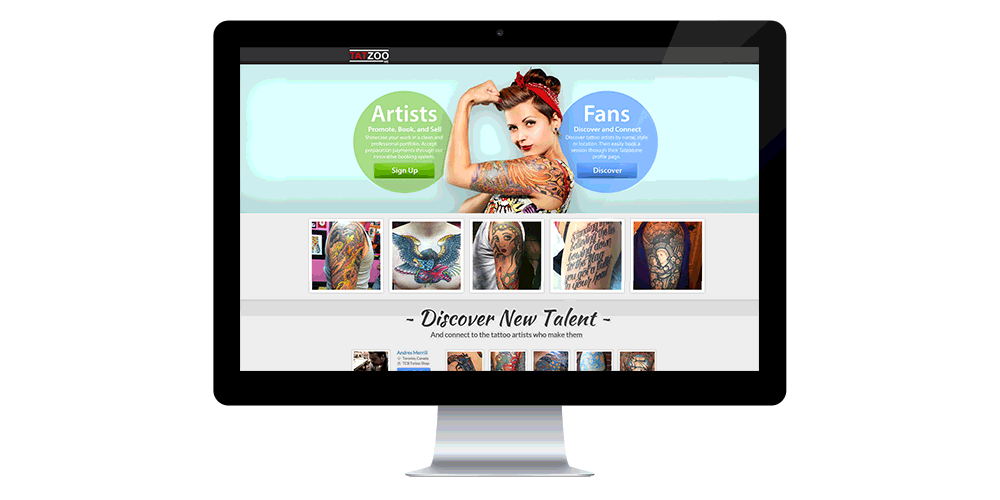 TATZOO
Artists
Promote, Book, and Sell
Showcase your work in a clean and
professional portfolio. Accept
preparation payments through our
innovative booking system.
Sign Up
Fans
Discover and Connect
Discover tattoo artists by name, style
or location. Then easily book a
session through their Tatzoo
profile page.
Discover
~ Discover New Talent ~
And connect to the tattoo artists who make them
Andres Merrill
Toronto, Canada
TCB Tattoo Shop